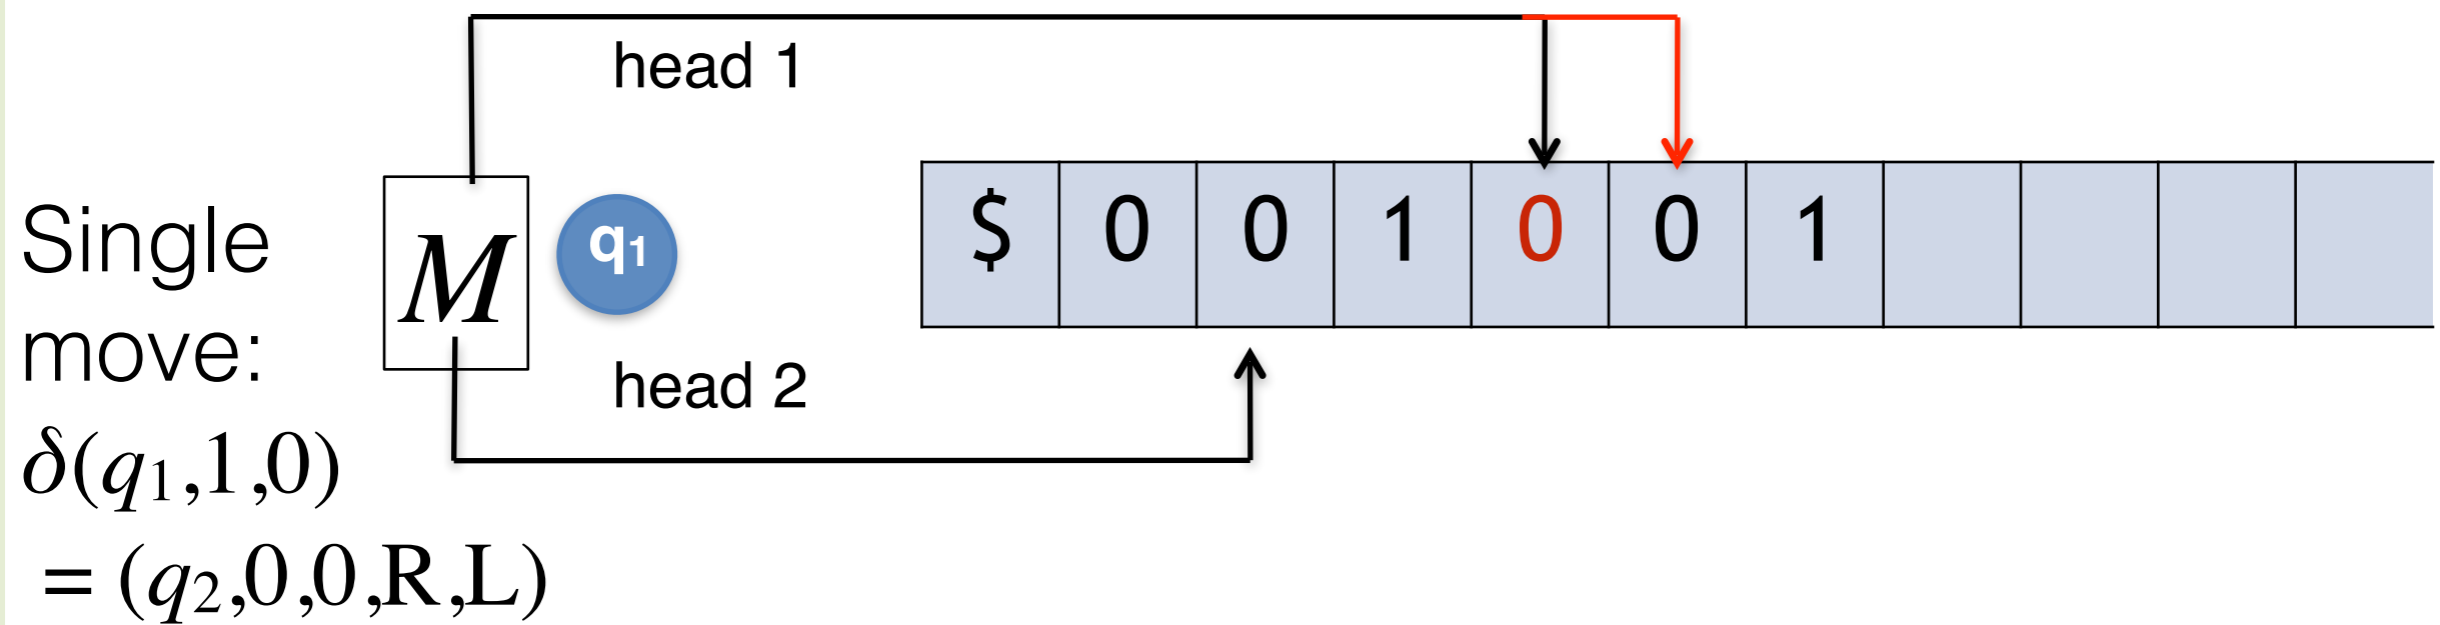 head 1
Single
move:
M
q₁
$ 0 0 1 0 0 1
head 2
δ(q₁,1,0)
= (q₂,0,0,R,L)